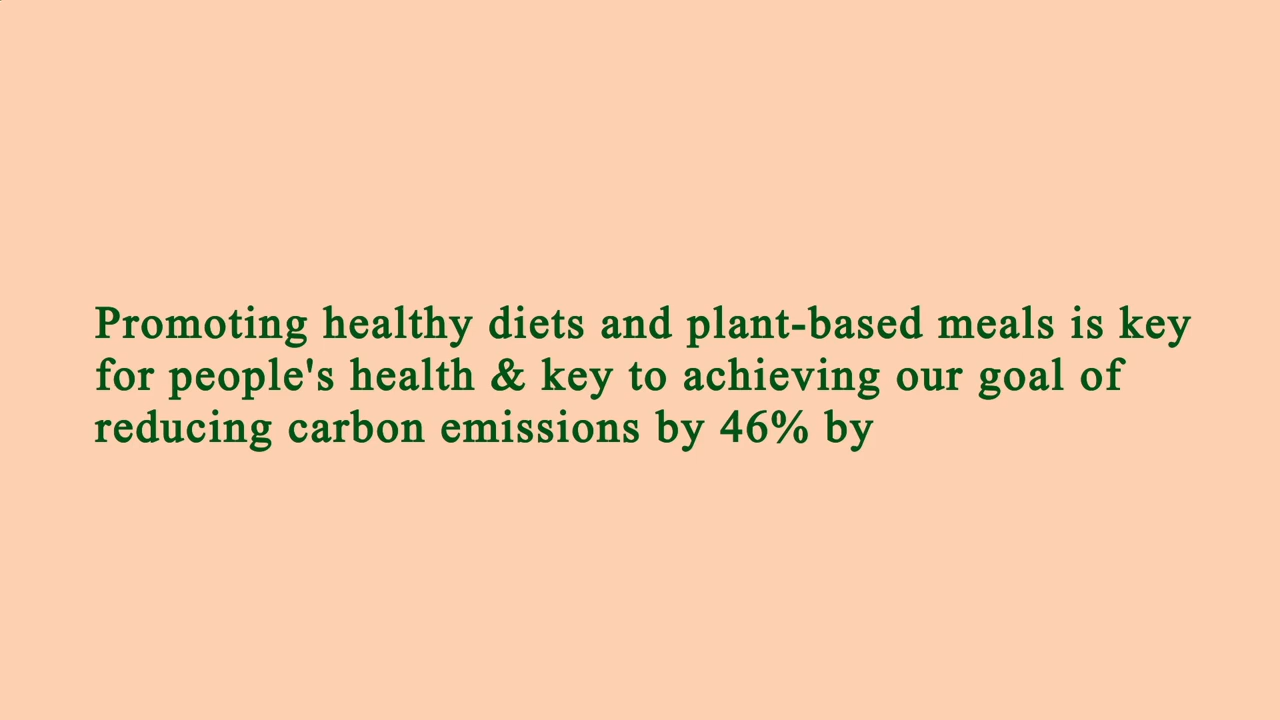 Promoting healthy diets and plant-based meals is key
for people's health & key to achieving our goal of
reducing carbon emissions by 46% by